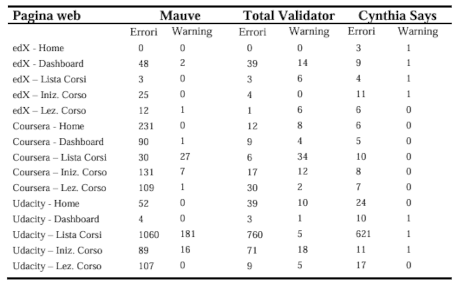 Pagina web Mauve Total Validator Cynthia Says
Errori Warning Errori Warning Errori Warning
edX - Home 0 0 0 0 3 1
edX - Dashboard 48 2 39 14 9 1
edX – Lista Corsi 3 0 3 6 4 1
edX – Iniz. Corso 25 0 4 0 11 1
edX – Lez. Corso 12 1 1 6 6 0
Coursera - Home 231 0 12 8 6 0
Coursera - Dashboard 90 1 9 4 5 0
Coursera – Lista Corsi 30 27 6 34 10 0
Coursera – Iniz. Corso 131 7 17 12 8 0
Coursera – Lez. Corso 109 1 30 2 7 0
Udacity - Home 52 0 39 10 24 0
Udacity - Dashboard 4 0 3 1 10 1
Udacity – Lista Corsi 1060 181 760 5 621 1
Udacity – Iniz. Corso 89 16 71 18 11 1
Udacity – Lez. Corso 107 0 9 5 17 0